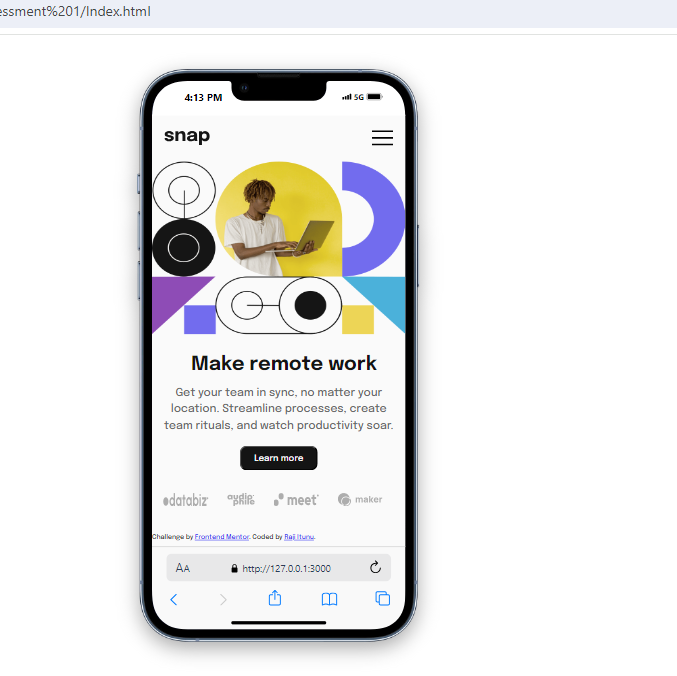 essment%201/Index.html
4:13 PM 5G
snap
Make remote work
Get your team in sync, no matter your
location. Streamline processes, create
team rituals, and watch productivity soar.
Learn more
databiz audiophile meet maker
Challenge by Frontend Mentor. Coded by Raji Itunu.
AA http://127.0.0.1:3000